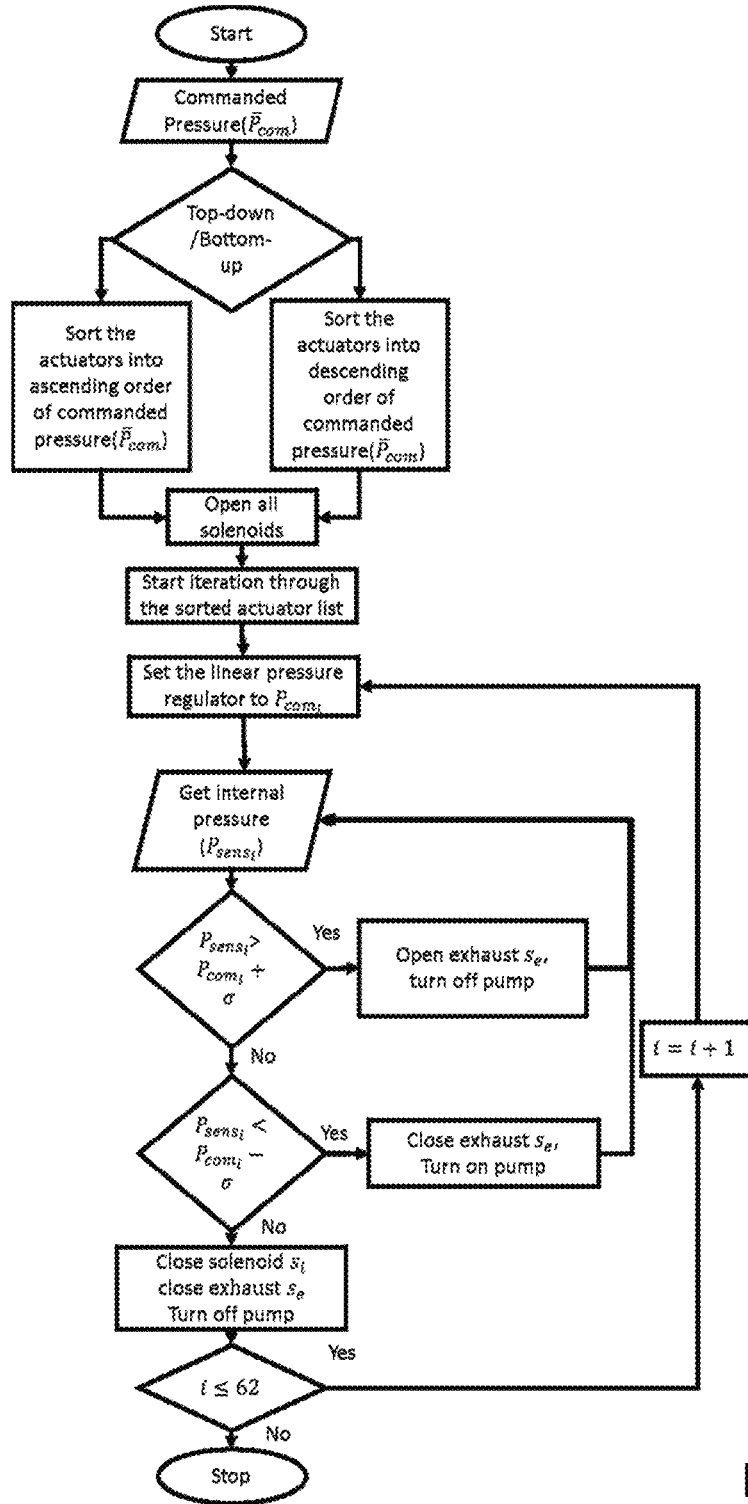 Start
Commanded
Pressure(P̄com)
Top-down
/Bottom-
up
Sort the
actuators into
ascending order
of commanded
pressure(P̄com)
Sort the
actuators into
descending
order of
commanded
pressure(P̄com)
Open all
solenoids
Start iteration through
the sorted actuator list
Set the linear pressure
regulator to Pcomi
Get internal
pressure
(Psensi)
Psensi>
Pcomi +
σ
Yes
Open exhaust se,
turn off pump
No
i = i + 1
Psensi <
Pcomi −
σ
Yes
Close exhaust se,
Turn on pump
No
Close solenoid si
close exhaust se
Turn off pump
Yes
i ≤ 62
No
Stop